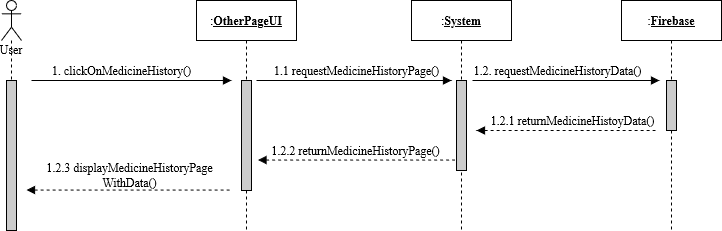 :OtherPageUI
:System
:Firebase
User
1. clickOnMedicineHistory()
1.1 requestMedicineHistoryPage()
1.2. requestMedicineHistoryData()
1.2.1 returnMedicineHistoyData()
1.2.2 returnMedicineHistoryPage()
1.2.3 displayMedicineHistoryPage
WithData()